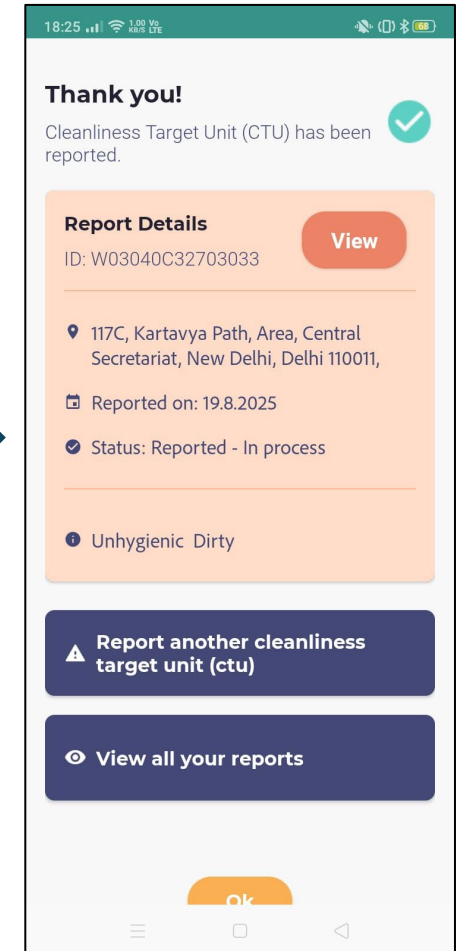 18:25 1.00 KB/S Vo LTE 68
Thank you!
Cleanliness Target Unit (CTU) has been
reported.
Report Details
View
ID: W03040C32703033
117C, Kartavya Path, Area, Central
Secretariat, New Delhi, Delhi 110011,
Reported on: 19.8.2025
Status: Reported - In process
Unhygienic Dirty
Report another cleanliness
target unit (ctu)
View all your reports
Ok